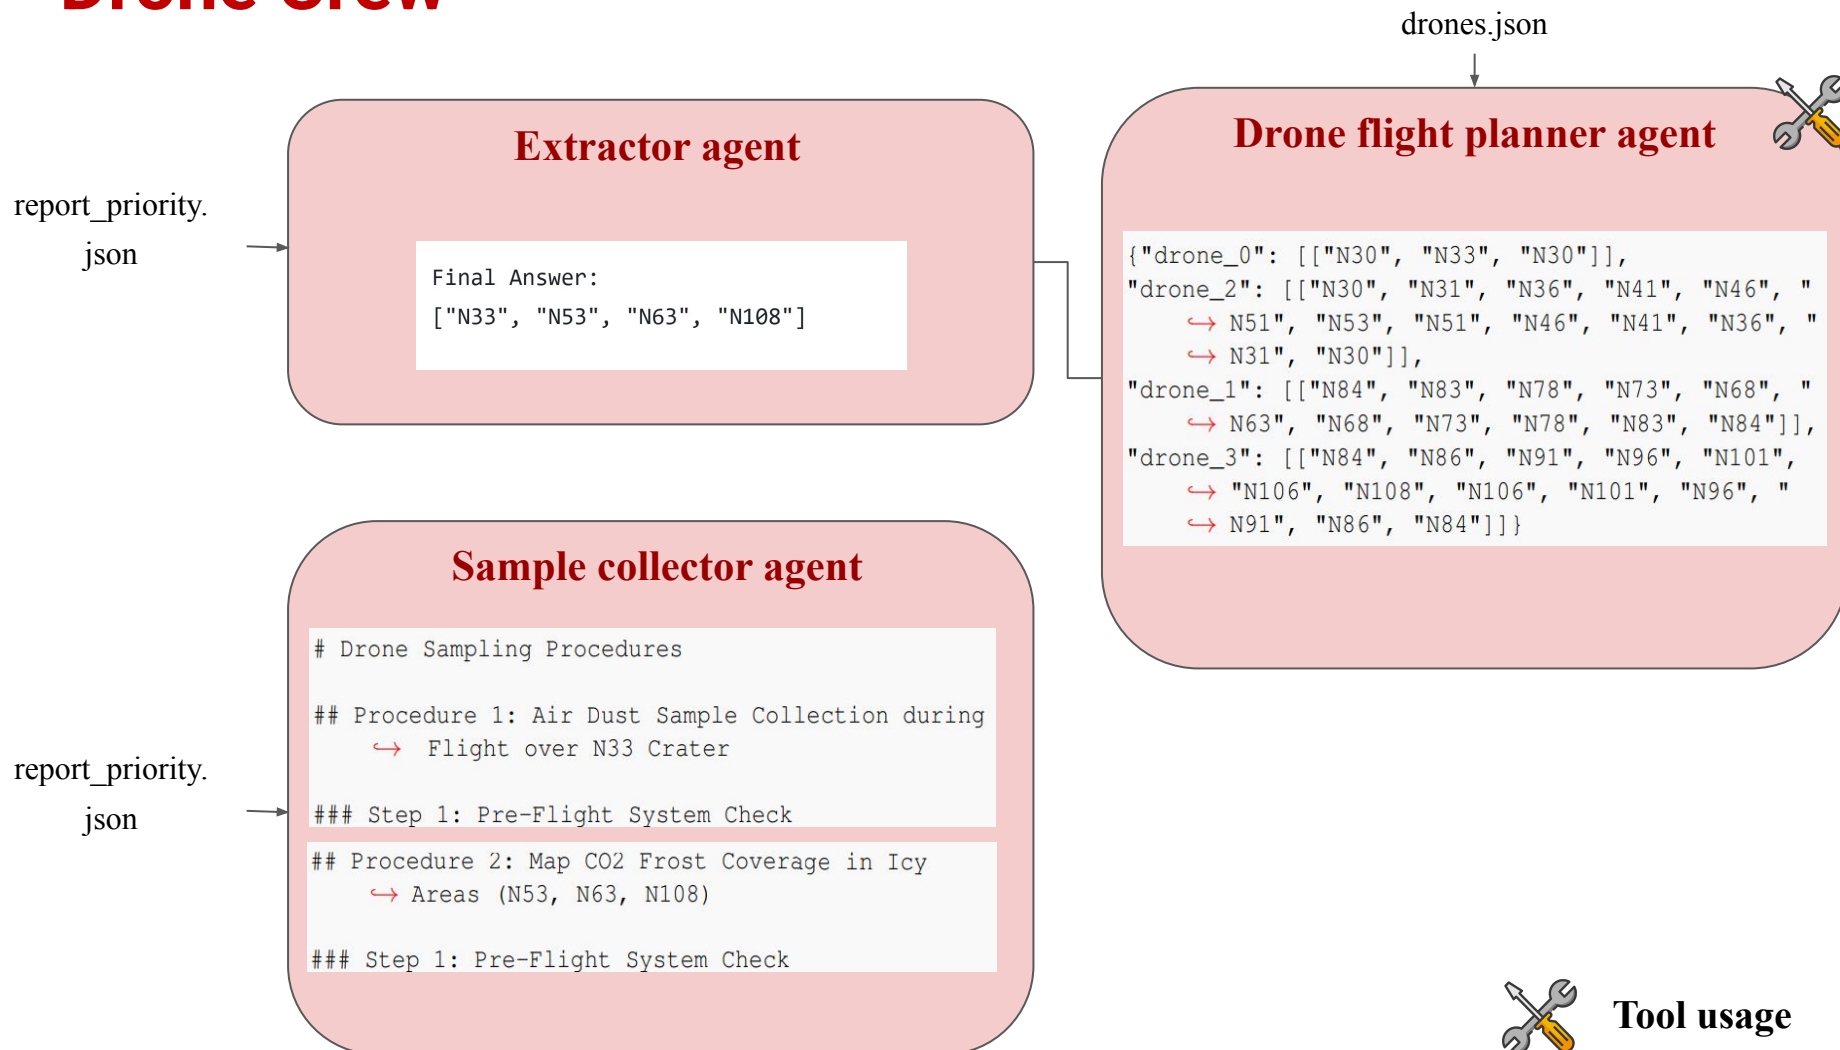 Drone Crew
drones.json
Extractor agent
Drone flight planner agent
report_priority.
json
Final Answer:
["N33", "N53", "N63", "N108"]
{"drone_0": [["N30", "N33", "N30"]],
"drone_2": [["N30", "N31", "N36", "N41", "N46", "
↪ N51", "N53", "N51", "N46", "N41", "N36", "
↪ N31", "N30"]],
"drone_1": [["N84", "N83", "N78", "N73", "N68", "
↪ N63", "N68", "N73", "N78", "N83", "N84"]],
"drone_3": [["N84", "N86", "N91", "N96", "N101",
↪ "N106", "N108", "N106", "N101", "N96", "
↪ N91", "N86", "N84"]]}
Sample collector agent
report_priority.
json
# Drone Sampling Procedures
## Procedure 1: Air Dust Sample Collection during
↪ Flight over N33 Crater
### Step 1: Pre-Flight System Check
## Procedure 2: Map CO2 Frost Coverage in Icy
↪ Areas (N53, N63, N108)
### Step 1: Pre-Flight System Check
Tool usage